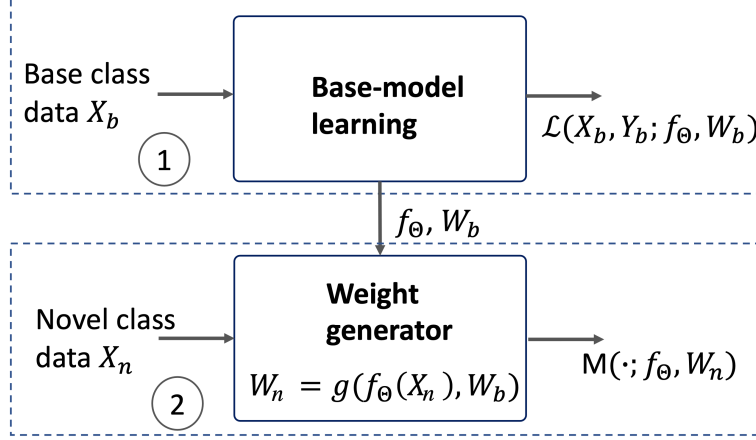 Base class
data X_b
Base-model
learning
ℒ(X_b, Y_b; f_Θ, W_b)
1
f_Θ, W_b
Novel class
data X_n
Weight
generator
W_n = g(f_Θ(X_n), W_b)
M(·; f_Θ, W_n)
2